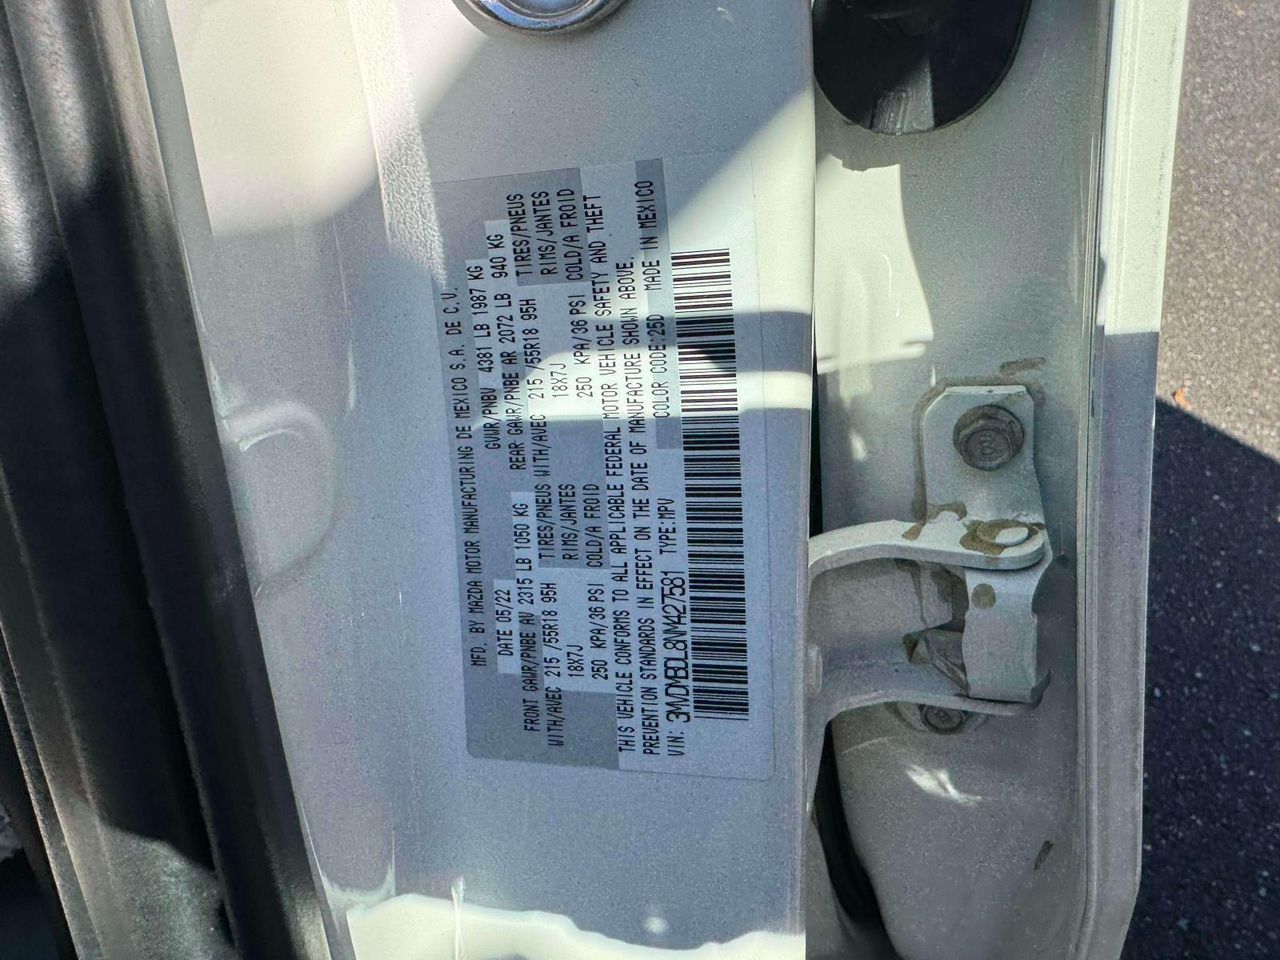 MFD. BY MAZDA MOTOR MANUFACTURING DE MEXICO S.A. DE C.V.
DATE 05/22 GVWR/PNBV 4381 LB 1987 KG
FRONT GAWR/PNBE AV 2315 LB 1050 KG REAR GAWR/PNBE AR 2072 LB 940 KG
WITH/AVEC 215 /55R18 95H TIRES/PNEUS WITH/AVEC 215 /55R18 95H TIRES/PNEUS
18X7J RIMS/JANTES 18X7J RIMS/JANTES
250 KPA/36 PSI COLD/A FROID 250 KPA/36 PSI COLD/A FROID
THIS VEHICLE CONFORMS TO ALL APPLICABLE FEDERAL MOTOR VEHICLE SAFETY AND THEFT
PREVENTION STANDARDS IN EFFECT ON THE DATE OF MANUFACTURE SHOWN ABOVE.
VIN: 3MVDMBDL8NM427581 TYPE:MPV COLOR CODE:25D MADE IN MEXICO
8